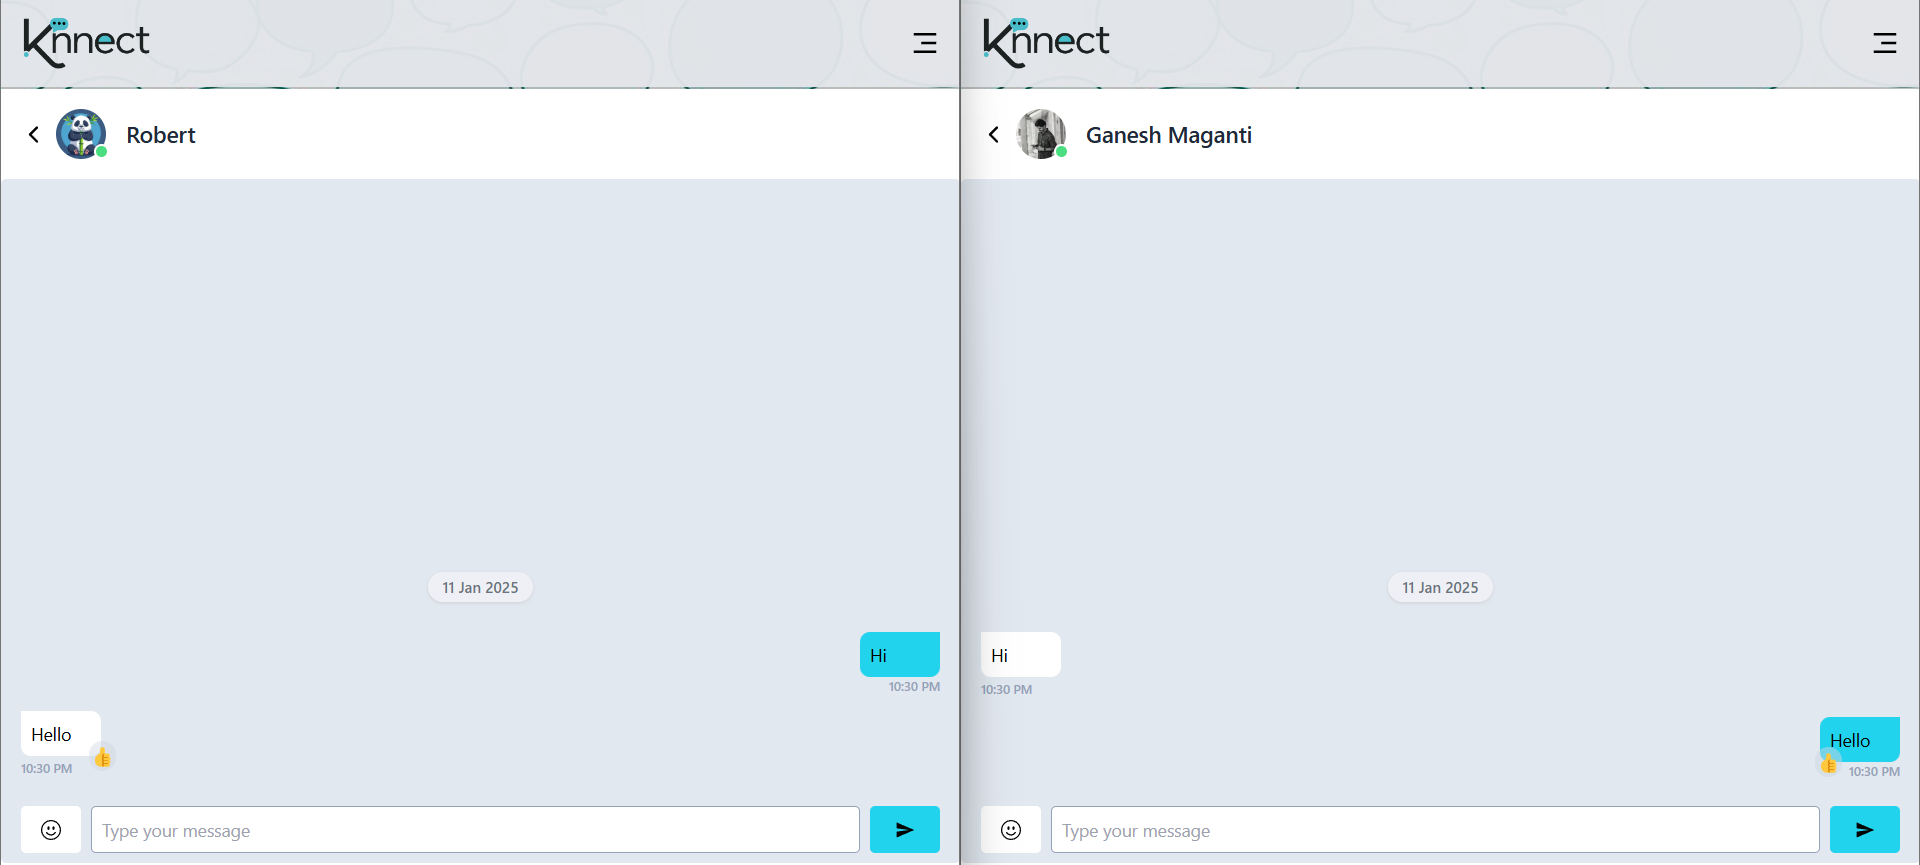 Knnect
Robert
11 Jan 2025
Hi
10:30 PM
Hello
👍
10:30 PM
Type your message
Knnect
Ganesh Maganti
11 Jan 2025
Hi
10:30 PM
Hello
👍
10:30 PM
Type your message